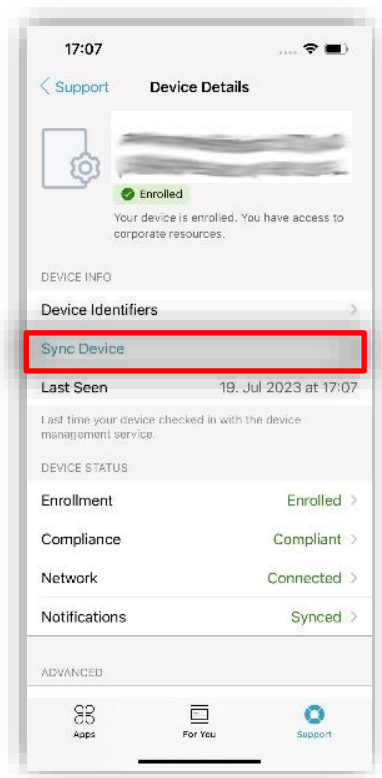 17:07
Support
Device Details
Enrolled
Your device is enrolled. You have access to
corporate resources.
DEVICE INFO
Device Identifiers
Sync Device
Last Seen 19. Jul 2023 at 17:07
Last time your device checked in with the device
management service.
DEVICE STATUS
Enrollment Enrolled
Compliance Compliant
Network Connected
Notifications Synced
ADVANCED
Apps For You Support